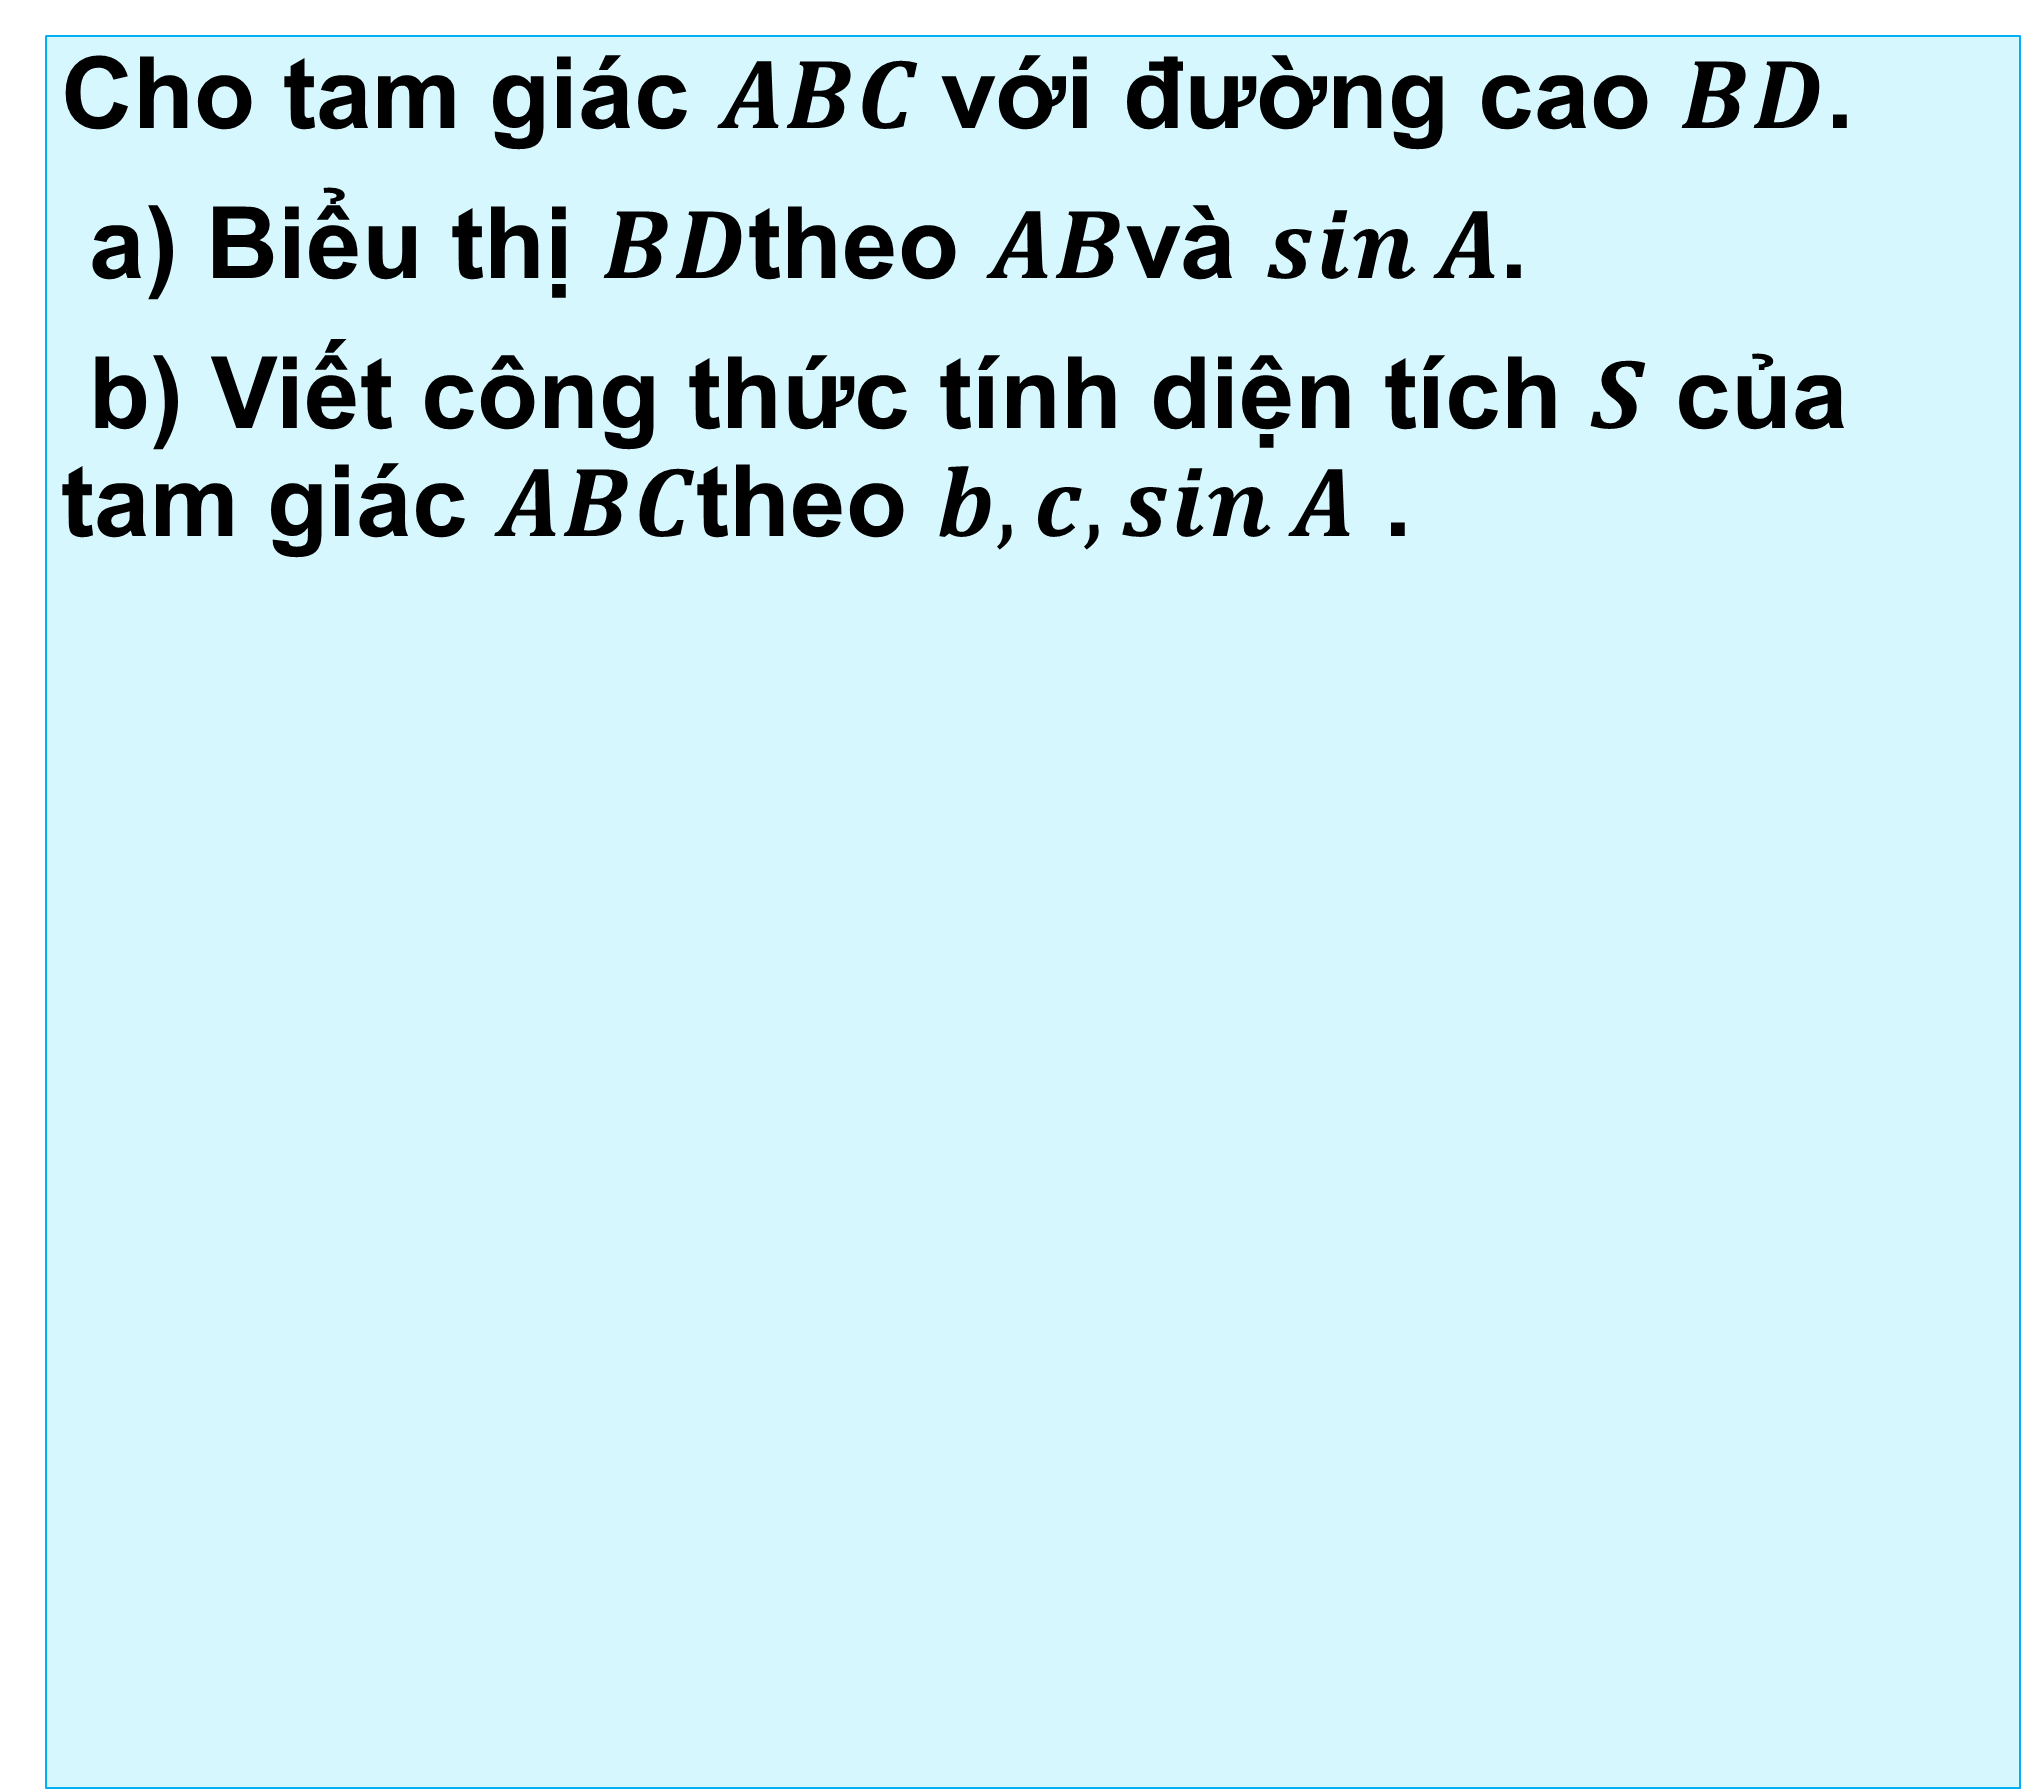 Cho tam giác ABC với đường cao BD.
a) Biểu thị BDtheo ABvà sin A.
b) Viết công thức tính diện tích S của
tam giác ABCtheo b, c, sin A .